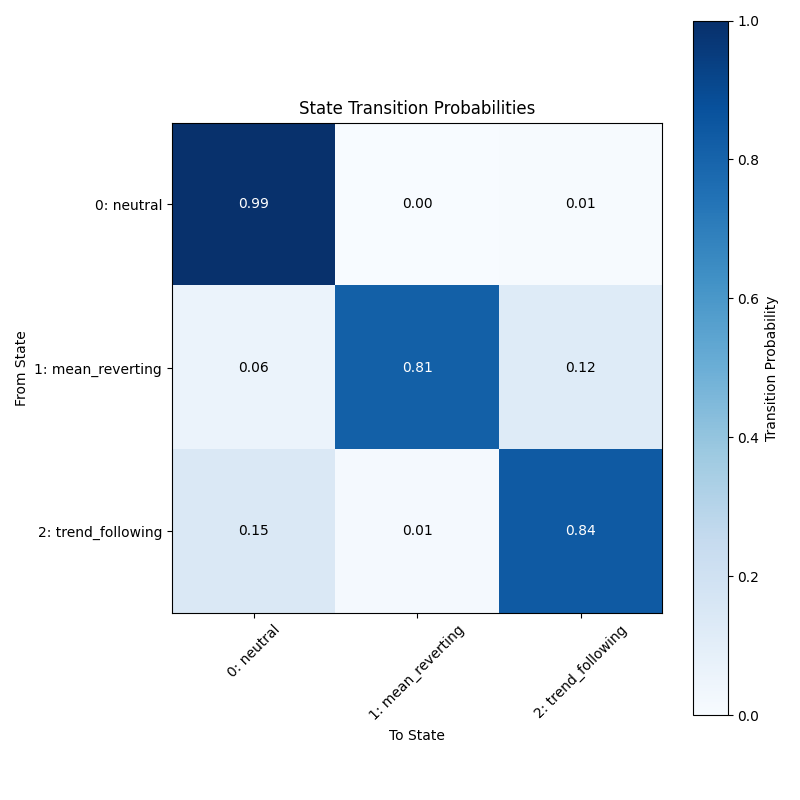 State Transition Probabilities
1.0
0.8
0.6
0.4
0.2
0.0
Transition Probability
From State
0: neutral
0.99
0.00
0.01
1: mean_reverting
0.06
0.81
0.12
2: trend_following
0.15
0.01
0.84
0: neutral
1: mean_reverting
2: trend_following
To State